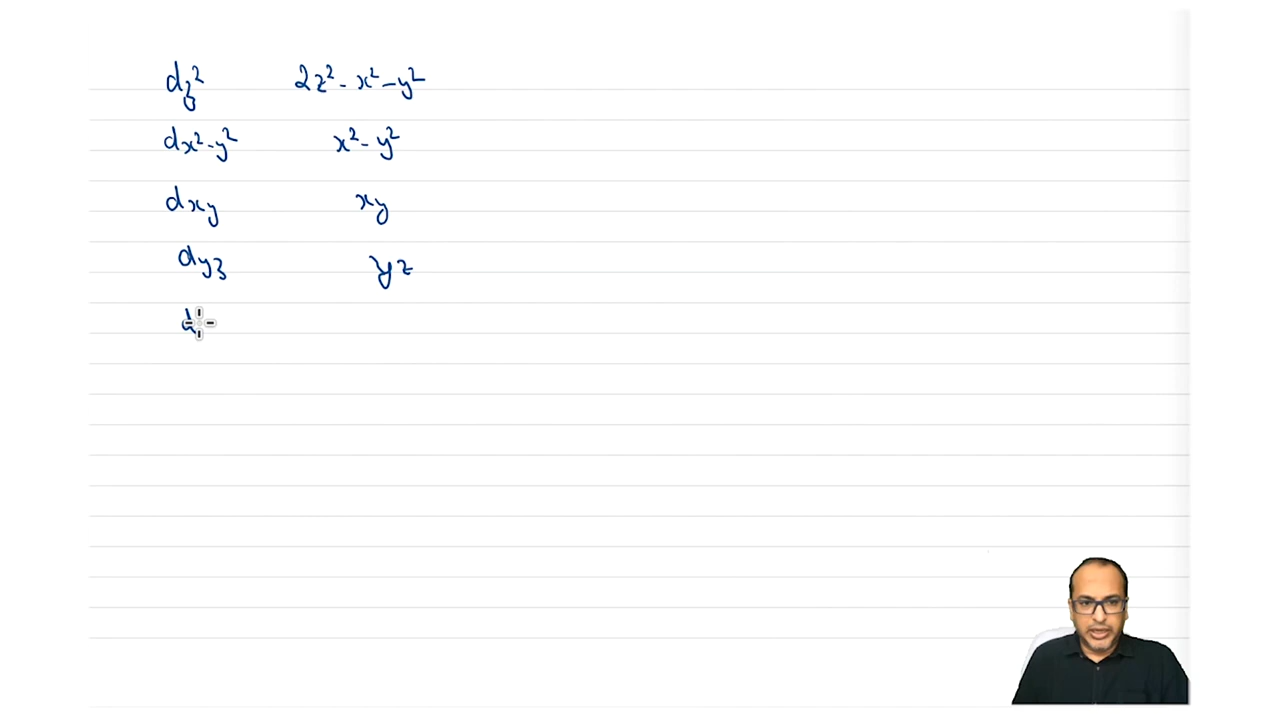 dz² 2z² - x² - y²
dx²-y² x² - y²
dxy xy
dyz yz
d